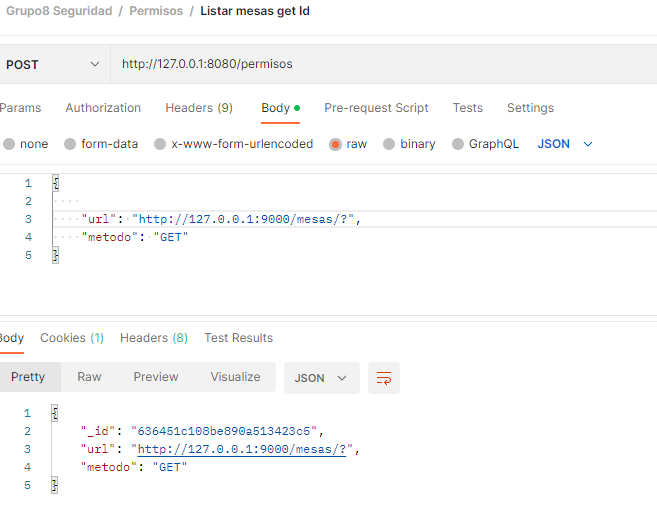 Grupo8 Seguridad / Permisos / Listar mesas get Id
POST http://127.0.0.1:8080/permisos
Params Authorization Headers (9) Body Pre-request Script Tests Settings
none form-data x-www-form-urlencoded raw binary GraphQL JSON
1 {
2
3 "url": "http://127.0.0.1:9000/mesas/?",
4 "metodo": "GET"
5 }
Body Cookies (1) Headers (8) Test Results
Pretty Raw Preview Visualize JSON
1 {
2 "_id": "636451c108be890a513423c5",
3 "url": "http://127.0.0.1:9000/mesas/?",
4 "metodo": "GET"
5 }